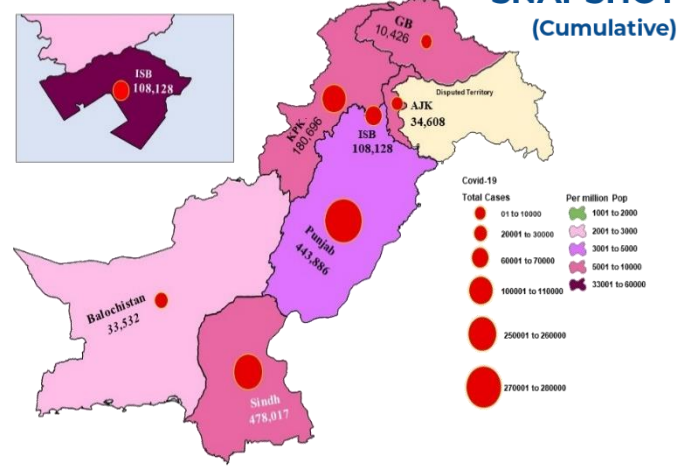 SNAPSHOT
(Cumulative)
ISB
108,128
GB
10,426
Disputed Territory
AJK
34,608
KPK
180,696
ISB
108,128
Punjab
443,886
Balochistan
33,532
Sindh
478,017
Covid-19
Total Cases
01 to 10000
20001 to 30000
60001 to 70000
100001 to 110000
250001 to 260000
270001 to 280000
Per million Pop
1001 to 2000
2001 to 3000
3001 to 5000
5001 to 10000
33001 to 60000